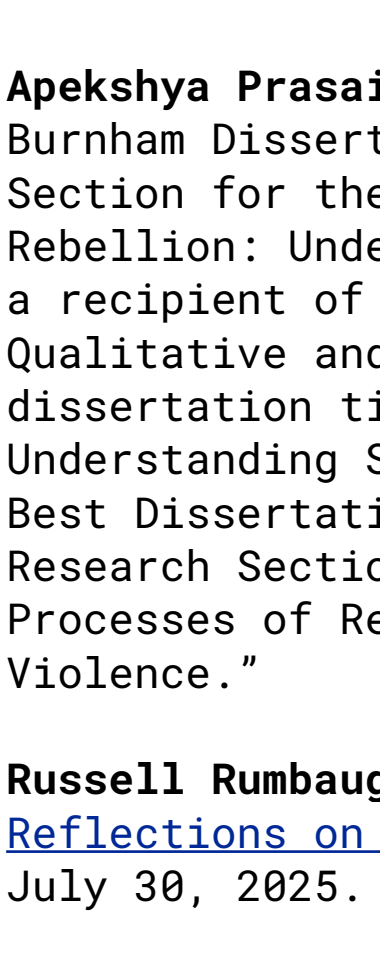 Apekshya Prasai
Burnham Dissert
Section for the
Rebellion: Unde
a recipient of
Qualitative and
dissertation ti
Understanding S
Best Dissertati
Research Sectio
Processes of Re
Violence.”
Russell Rumbaug
Reflections on
July 30, 2025.